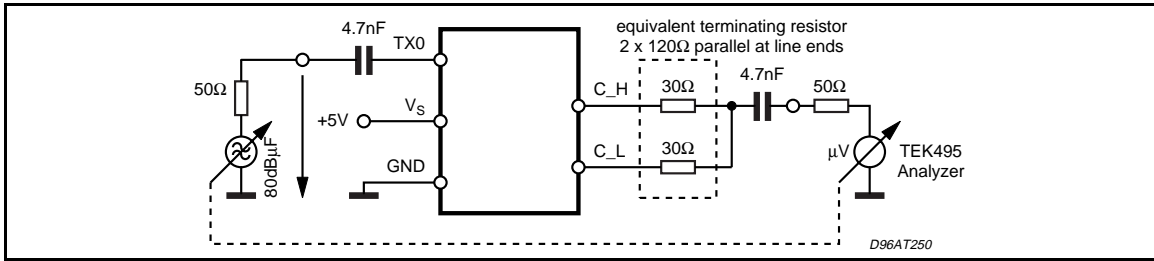 equivalent terminating resistor
2 x 120Ω parallel at line ends
4.7nF
TX0
50Ω
80dBμF
+5V
VS
GND
C_H
C_L
30Ω
30Ω
4.7nF
50Ω
μV
TEK495
Analyzer
D96AT250